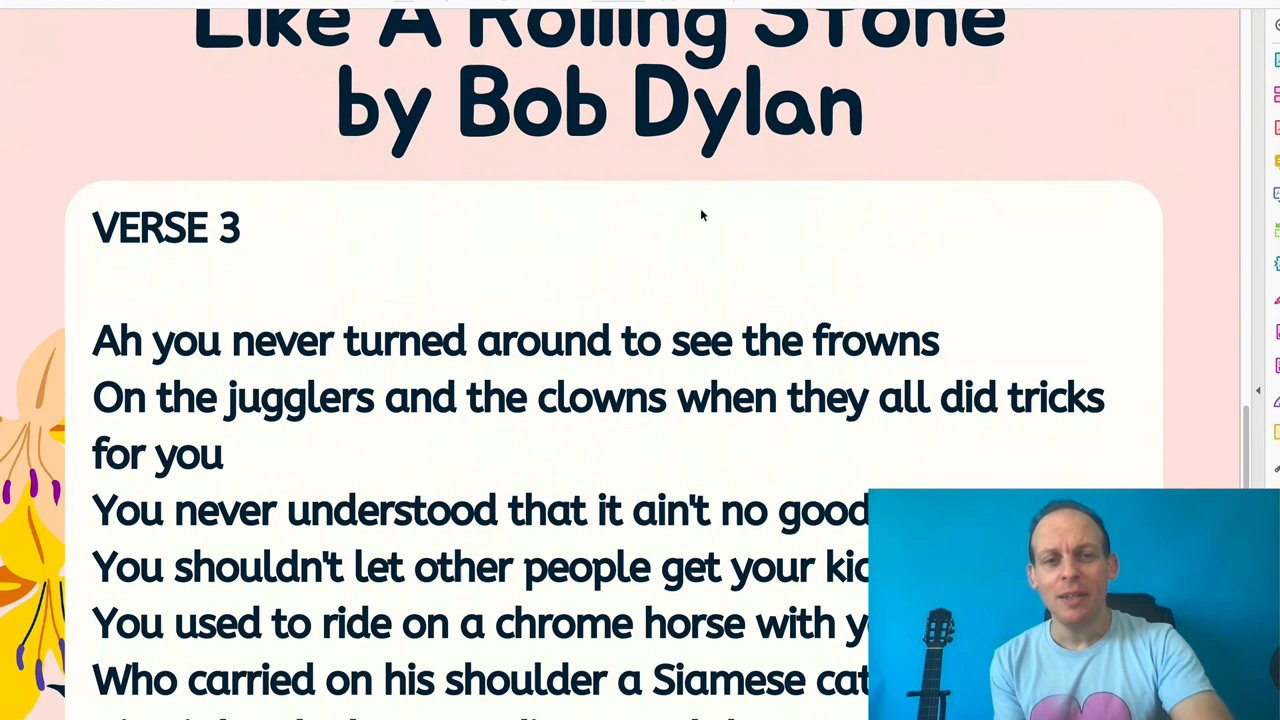 Like A Rolling Stone
by Bob Dylan
VERSE 3
Ah you never turned around to see the frowns
On the jugglers and the clowns when they all did tricks
for you
You never understood that it ain't no good
You shouldn't let other people get your
You used to ride on a chrome horse with
Who carried on his shoulder a Siamese cat